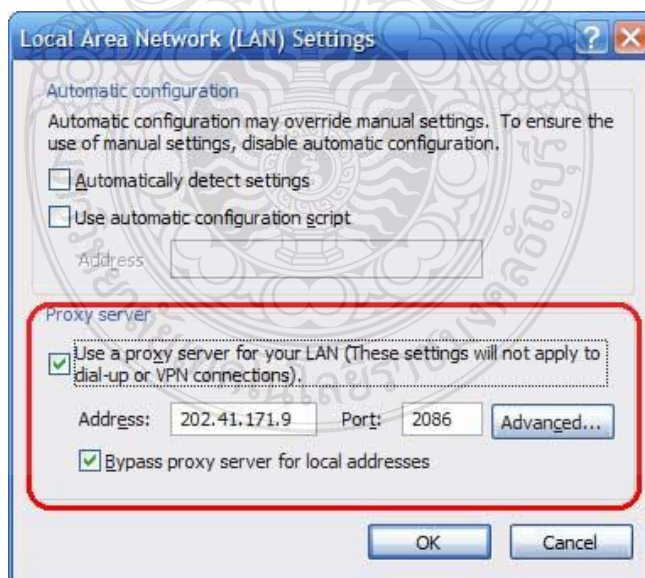 Local Area Network (LAN) Settings
Automatic configuration
Automatic configuration may override manual settings. To ensure the
use of manual settings, disable automatic configuration.
Automatically detect settings
Use automatic configuration script
Address
Proxy server
Use a proxy server for your LAN (These settings will not apply to
dial-up or VPN connections).
Address: 202.41.171.9 Port: 2086 Advanced...
Bypass proxy server for local addresses
OK Cancel